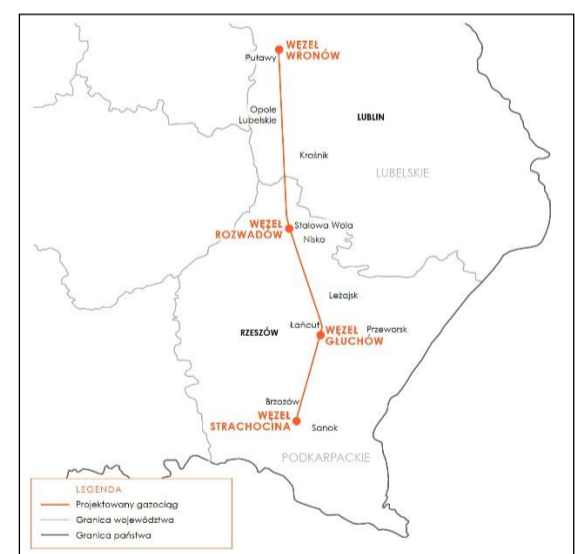 WĘZEŁ
WRONÓW
Puławy
Opole
Lubelskie
LUBLIN
Kraśnik
LUBELSKIE
WĘZEŁ
ROZWADÓW
Stalowa Wola
Nisko
Leżajsk
RZESZÓW
Łańcut
WĘZEŁ
GŁUCHÓW
Przeworsk
Brzozów
WĘZEŁ
STRACHOCINA
Sanok
PODKARPACKIE
LEGENDA
Projektowany gazociąg
Granica województwa
Granica państwa